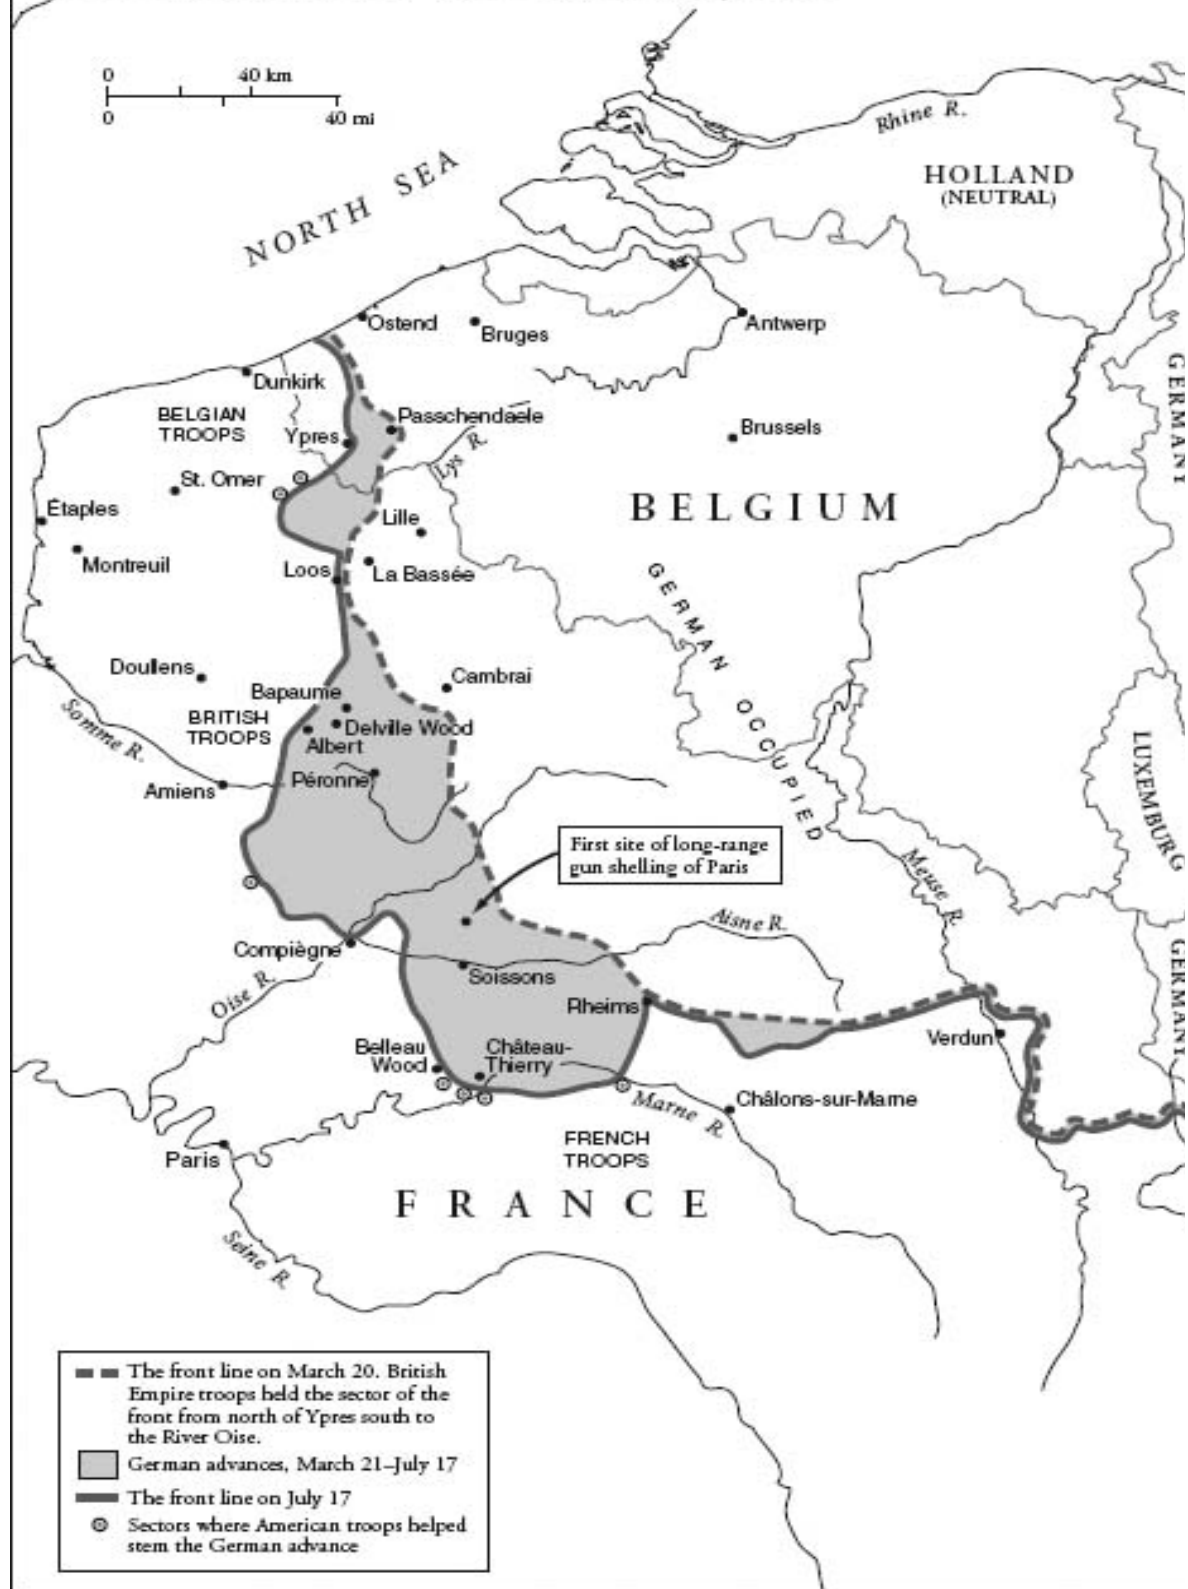 0 40 km
0 40 mi
NORTH SEA
Rhine R.
HOLLAND
(NEUTRAL)
Ostend
Bruges
Antwerp
Dunkirk
GERMANY
BELGIAN
TROOPS
Passchendaele
Ypres
Brussels
Lys R.
St. Omer
Étaples
Lille
BELGIUM
Montreuil
Loos
La Bassée
GERMAN OCCUPIED
Doullens
Cambrai
Bapaume
Somme R.
BRITISH
TROOPS
Delville Wood
Albert
LUXEMBURG
Péronne
Amiens
First site of long-range
gun shelling of Paris
Meuse R.
Aisne R.
Compiègne
Soissons
Oise R.
GERMANY
Rheims
Verdun
Belleau
Wood
Château-
Thierry
Marne R.
Châlons-sur-Marne
FRENCH
TROOPS
Paris
FRANCE
Seine R.
The front line on March 20. British
Empire troops held the sector of the
front from north of Ypres south to
the River Oise.
German advances, March 21–July 17
The front line on July 17
Sectors where American troops helped
stem the German advance